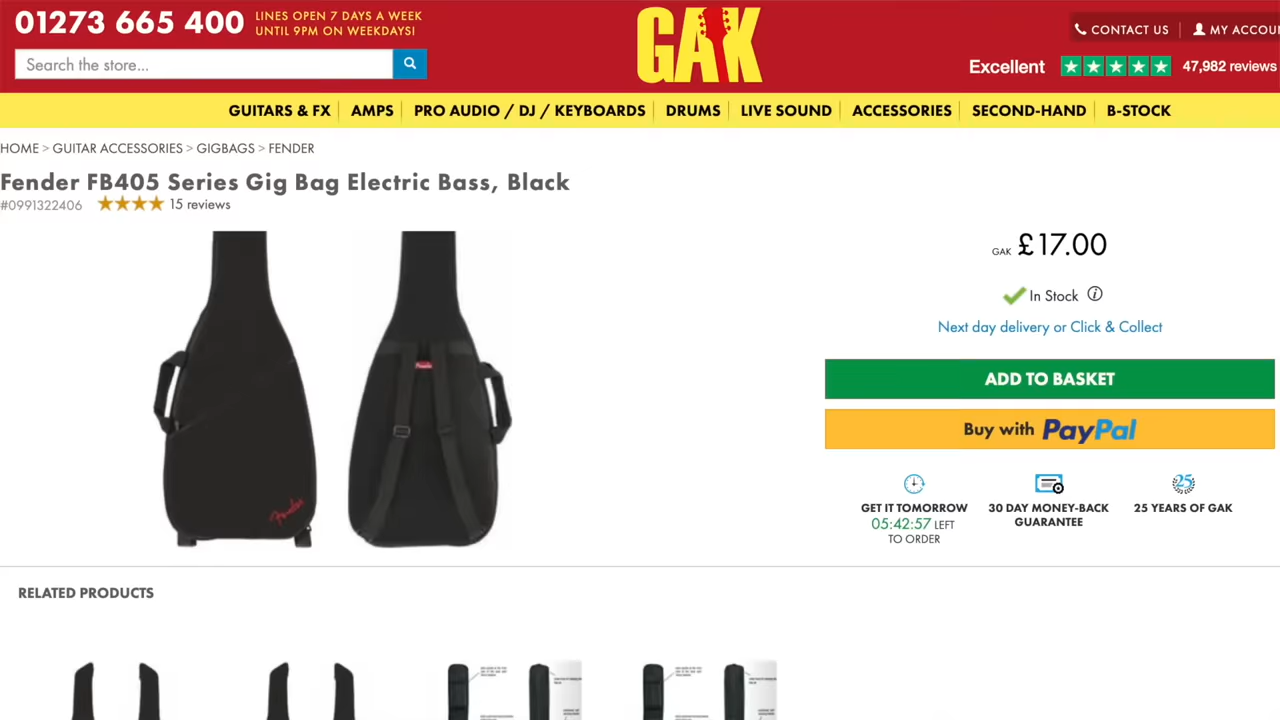 01273 665 400
LINES OPEN 7 DAYS A WEEK
UNTIL 9PM ON WEEKDAYS!
Search the store...
GAK
CONTACT US
MY ACCOU
Excellent
47,982 reviews
GUITARS & FX
AMPS
PRO AUDIO / DJ / KEYBOARDS
DRUMS
LIVE SOUND
ACCESSORIES
SECOND-HAND
B-STOCK
HOME > GUITAR ACCESSORIES > GIGBAGS > FENDER
Fender FB405 Series Gig Bag Electric Bass, Black
#0991322406
15 reviews
Fender
Fender
GAK £17.00
In Stock
Next day delivery or Click & Collect
ADD TO BASKET
Buy with PayPal
GET IT TOMORROW
05:42:57 LEFT
TO ORDER
30 DAY MONEY-BACK
GUARANTEE
25
25 YEARS OF GAK
RELATED PRODUCTS